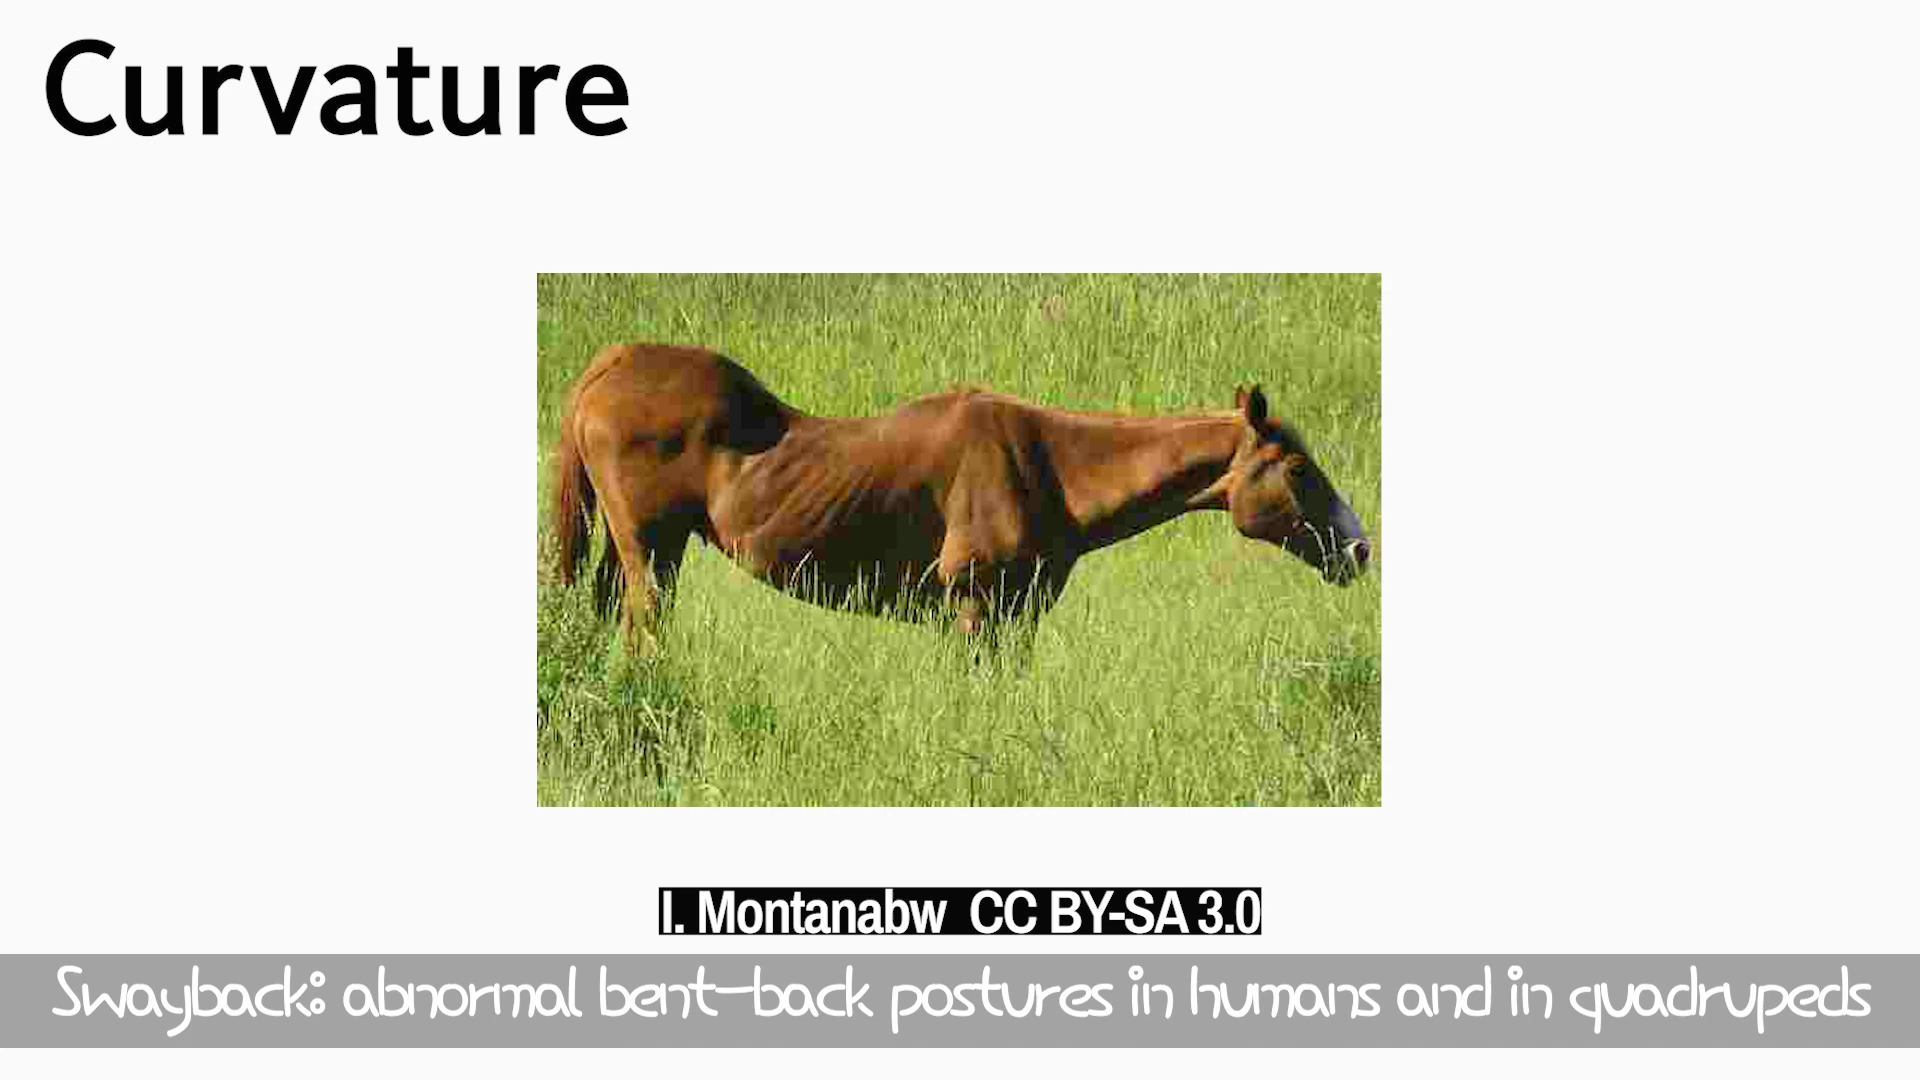 Curvature
I. Montanabw  CC BY-SA 3.0
Swayback: abnormal bent-back postures in humans and in quadrupeds